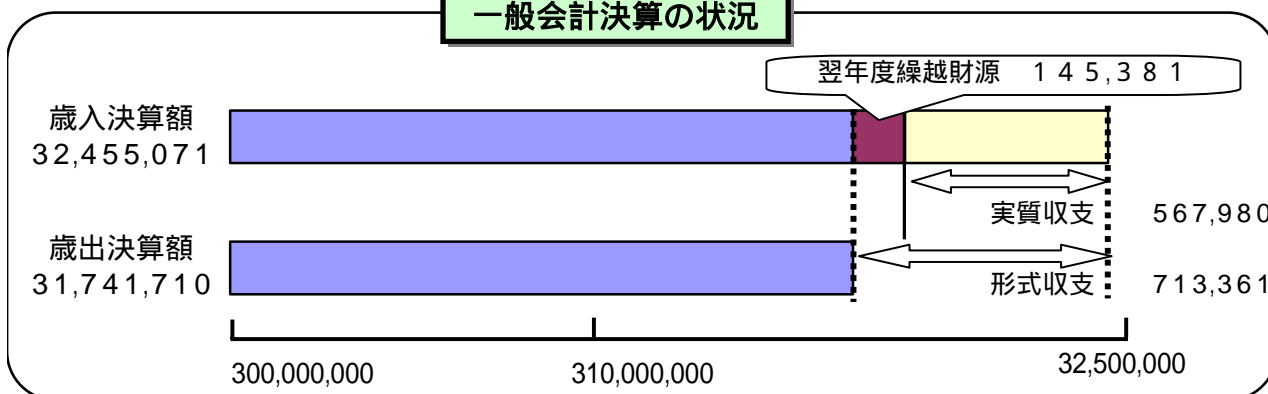 一般会計決算の状況
翌年度繰越財源 145,381
歳入決算額
32,455,071
実質収支 567,980
歳出決算額
31,741,710
形式収支 713,361
300,000,000 310,000,000 32,500,000